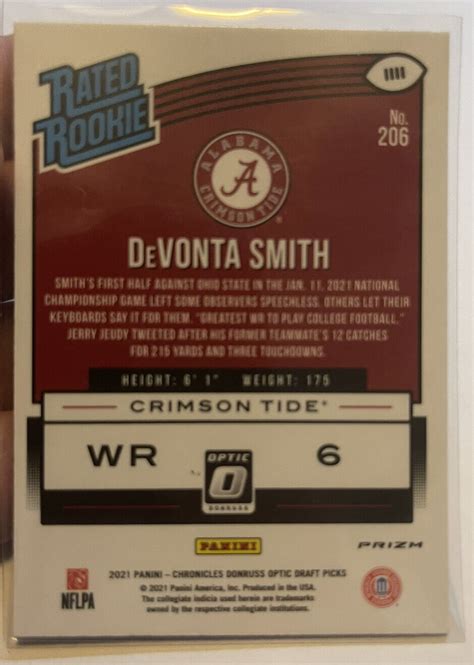 RATED
ROOKIE
No.
206
ALABAMA
A
CRIMSON TIDE
DEVONTA SMITH
SMITH'S FIRST HALF AGAINST OHIO STATE IN THE JAN. 11, 2021 NATIONAL
CHAMPIONSHIP GAME LEFT SOME OBSERVERS SPEECHLESS. OTHERS LET THEIR
KEYBOARDS SAY IT FOR THEM. "GREATEST WR TO PLAY COLLEGE FOOTBALL,"
JERRY JEUDY TWEETED AFTER HIS FORMER TEAMMATE'S 12 CATCHES
FOR 215 YARDS AND THREE TOUCHDOWNS.
HEIGHT: 6' 1" WEIGHT: 175
CRIMSON TIDE®
WR
6
OPTIC
DONRUSS
PANINI
PRIZM
2021 PANINI – CHRONICLES DONRUSS OPTIC DRAFT PICKS
© 2021 Panini America, Inc. Produced in the USA.
The collegiate indicia used herein are trademarks
owned by the respective collegiate institutions.
NFLPA